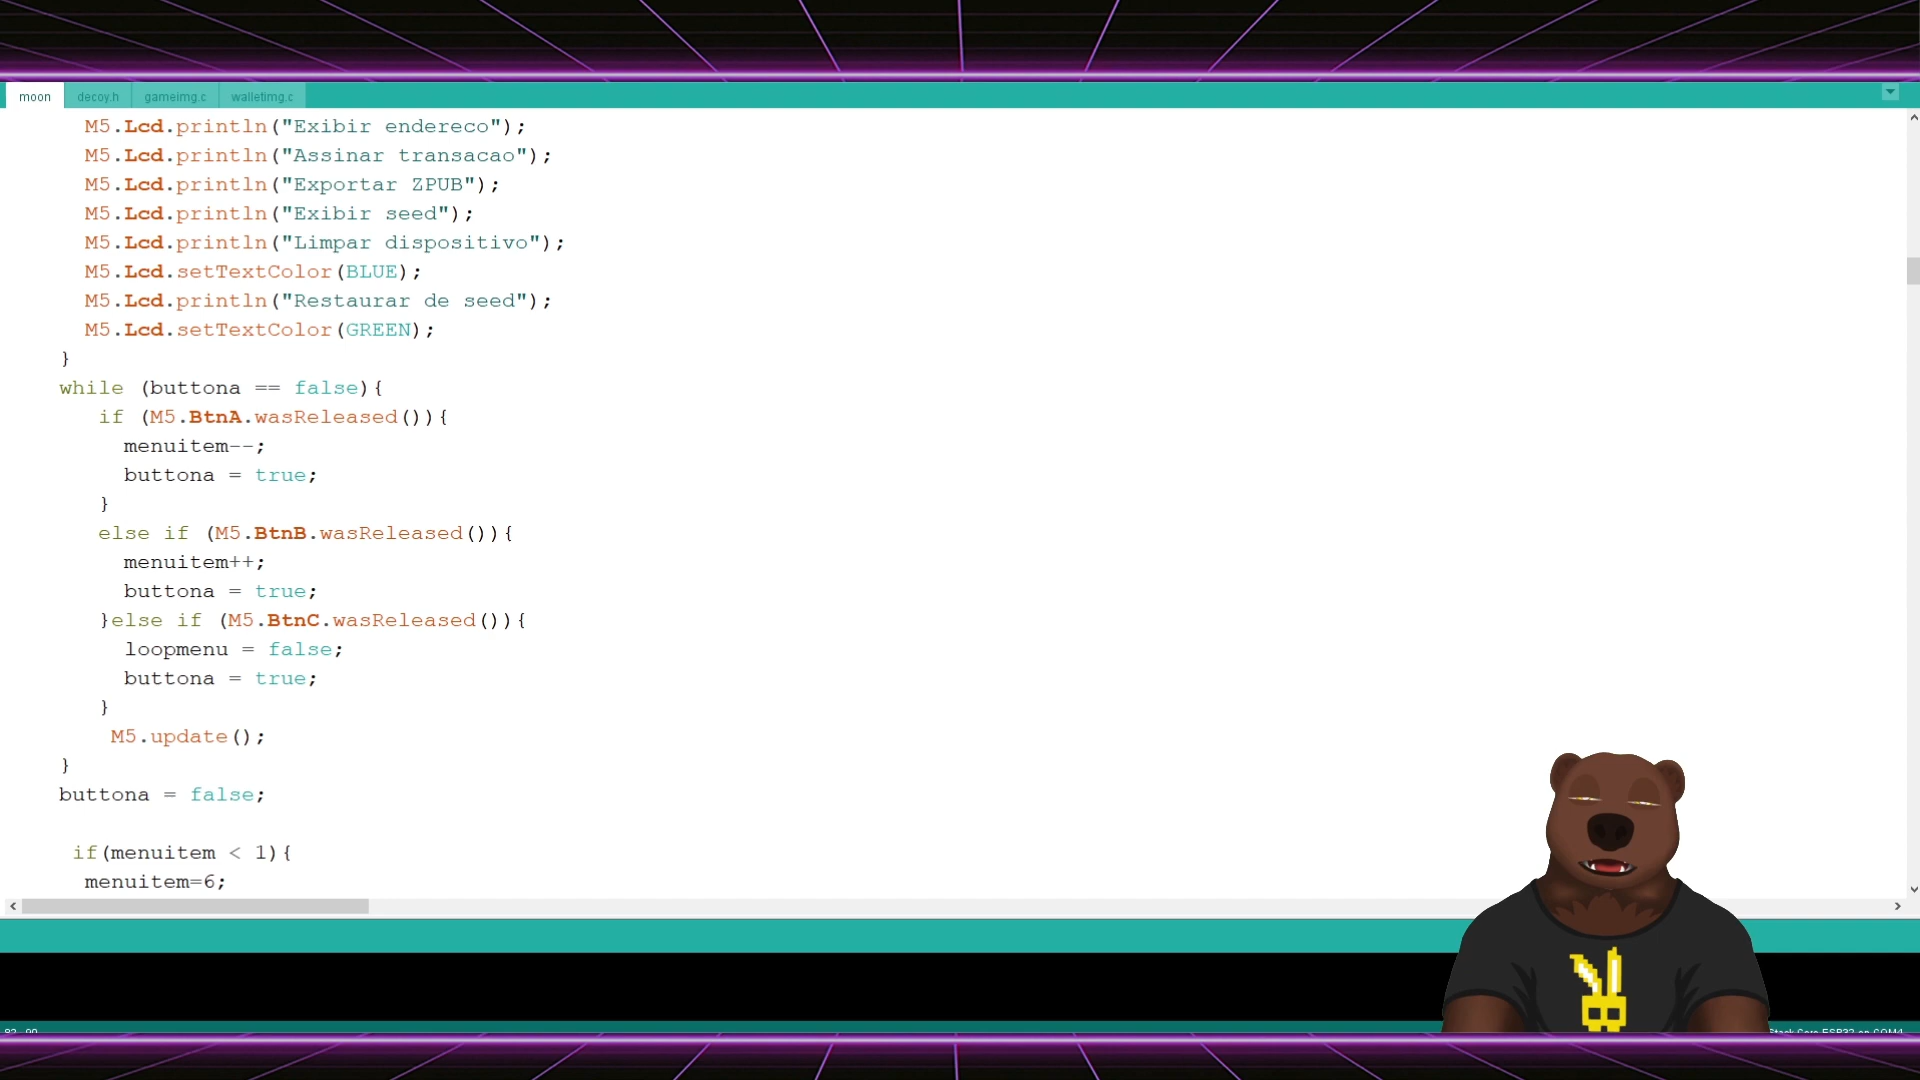 moon decoy.h gameimg.c walletimg.c
M5.Lcd.println("Exibir endereco");
M5.Lcd.println("Assinar transacao");
M5.Lcd.println("Exportar ZPUB");
M5.Lcd.println("Exibir seed");
M5.Lcd.println("Limpar dispositivo");
M5.Lcd.setTextColor(BLUE);
M5.Lcd.println("Restaurar de seed");
M5.Lcd.setTextColor(GREEN);
}
while (buttona == false){
if (M5.BtnA.wasReleased()){
menuitem--;
buttona = true;
}
else if (M5.BtnB.wasReleased()){
menuitem++;
buttona = true;
}else if (M5.BtnC.wasReleased()){
loopmenu = false;
buttona = true;
}
M5.update();
}
buttona = false;
if(menuitem < 1){
menuitem=6;